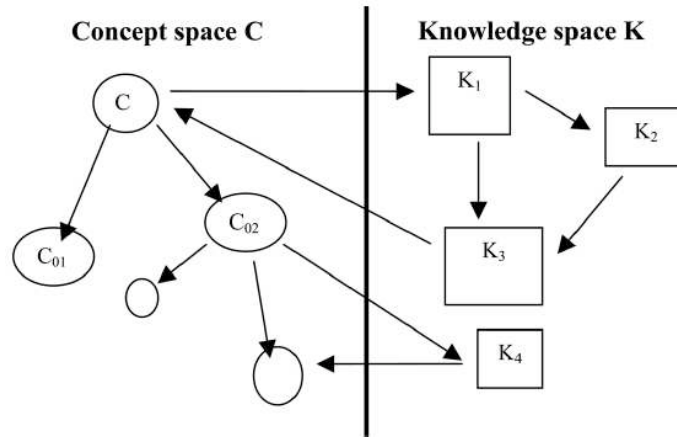 Concept space C
Knowledge space K
C
K₁
K₂
C₀₁
C₀₂
K₃
K₄